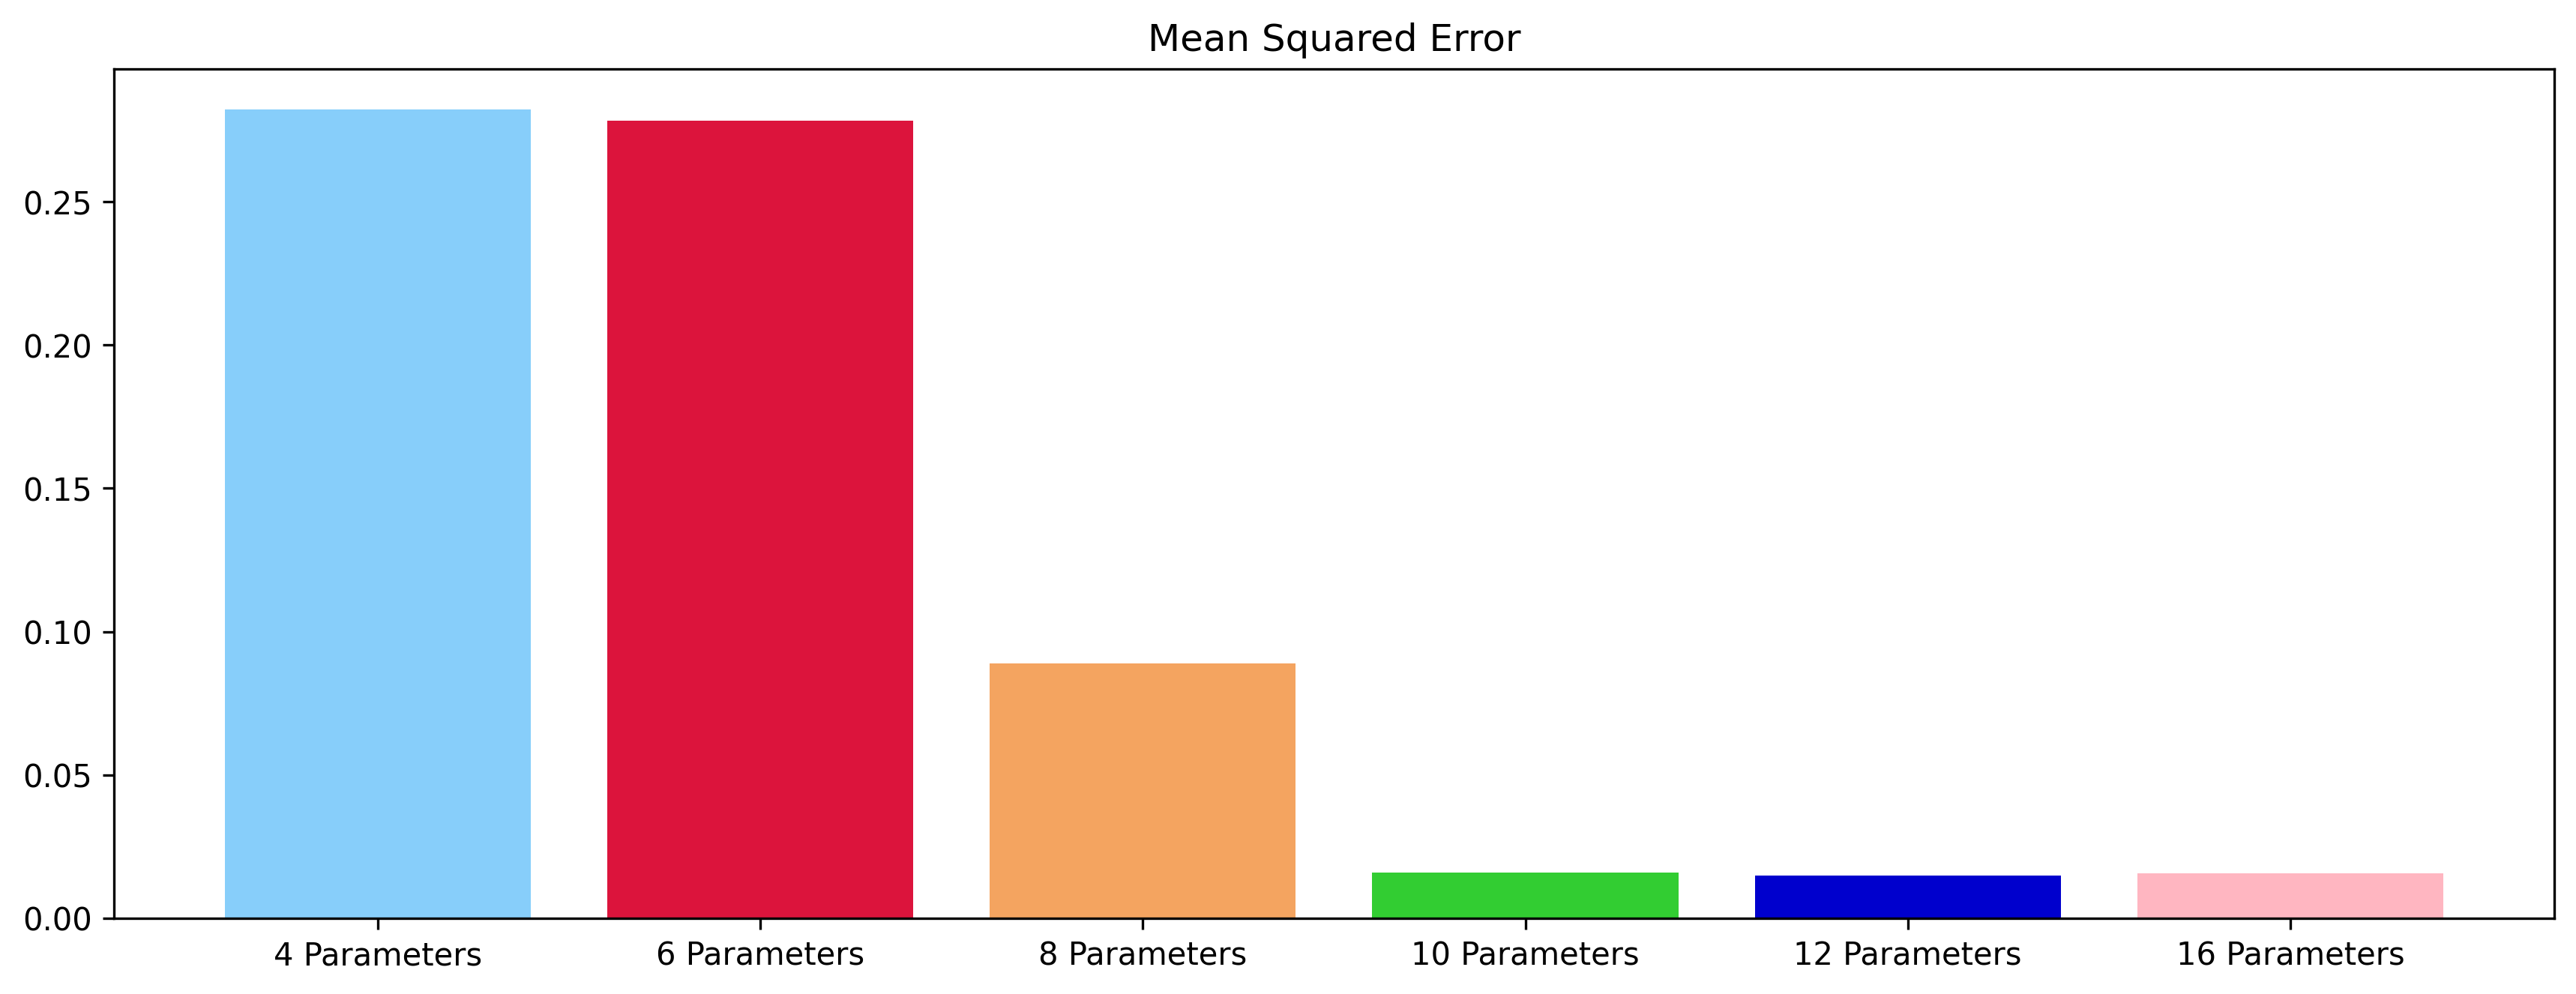 Mean Squared Error
0.25
0.20
0.15
0.10
0.05
0.00
4 Parameters
6 Parameters
8 Parameters
10 Parameters
12 Parameters
16 Parameters